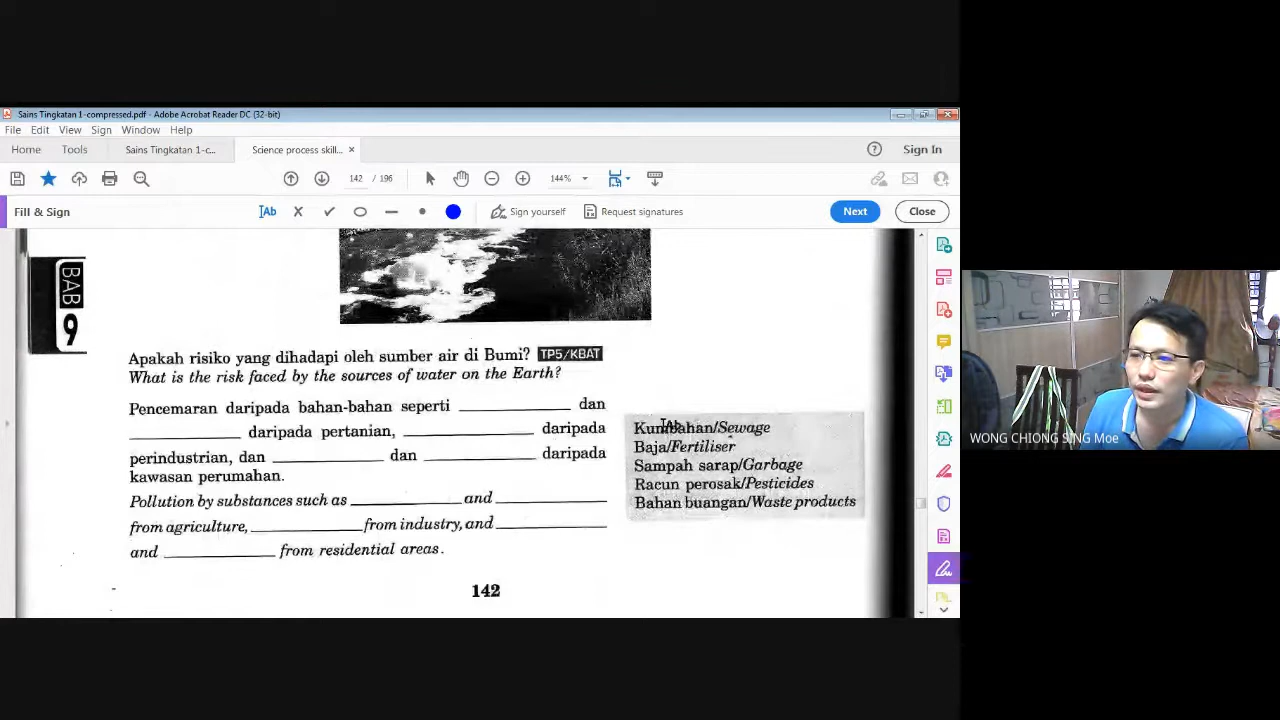 Sains Tingkatan 1-compressed.pdf - Adobe Acrobat Reader DC (32-bit)
File Edit View Sign Window Help
Home Tools Sains Tingkatan 1-c... Science process skill... × Sign In
142 / 196 144%
Fill & Sign Ab Sign yourself Request signatures Next Close
BAB 9
Apakah risiko yang dihadapi oleh sumber air di Bumi? TP5/KBAT
What is the risk faced by the sources of water on the Earth?
Pencemaran daripada bahan-bahan seperti ____________ dan
____________ daripada pertanian, ______________ daripada
perindustrian, dan ____________ dan ____________ daripada
kawasan perumahan.
Pollution by substances such as ____________ and ____________
from agriculture, ____________ from industry, and ____________
and ____________ from residential areas.
Kumbahan/Sewage
Baja/Fertiliser
Sampah sarap/Garbage
Racun perosak/Pesticides
Bahan buangan/Waste products
142
WONG CHIONG SING Moe